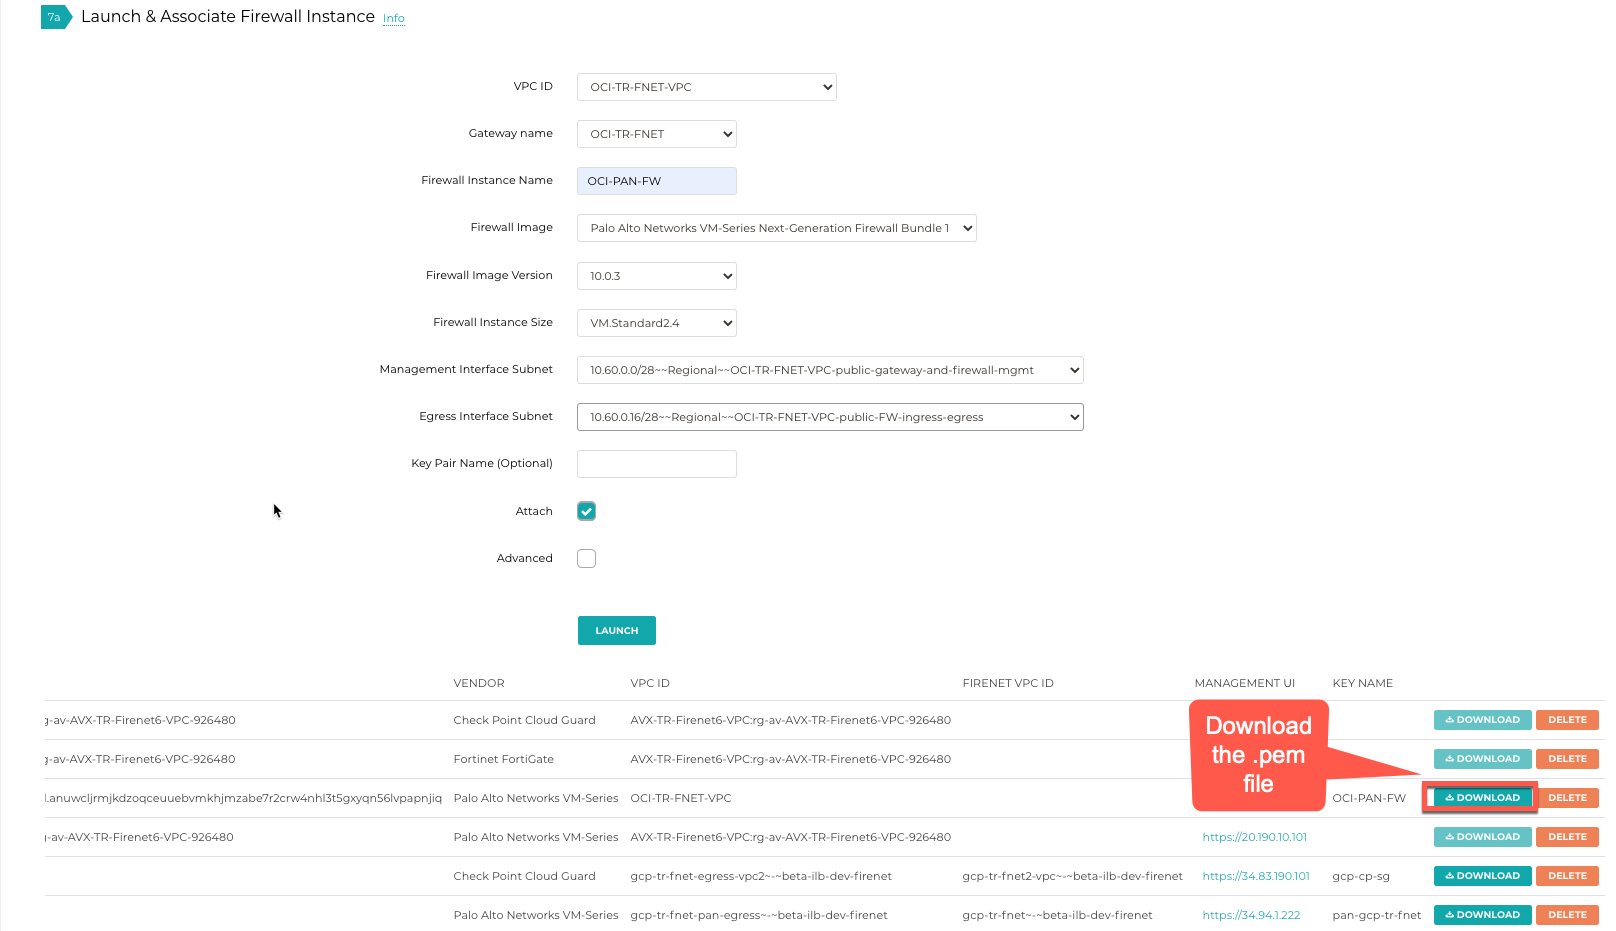 7a Launch & Associate Firewall Instance Info
VPC ID OCI-TR-FNET-VPC
Gateway name OCI-TR-FNET
Firewall Instance Name OCI-PAN-FW
Firewall Image Palo Alto Networks VM-Series Next-Generation Firewall Bundle 1
Firewall Image Version 10.0.3
Firewall Instance Size VM.Standard2.4
Management Interface Subnet 10.60.0.0/28~~Regional~~OCI-TR-FNET-VPC-public-gateway-and-firewall-mgmt
Egress Interface Subnet 10.60.0.16/28~~Regional~~OCI-TR-FNET-VPC-public-FW-ingress-egress
Key Pair Name (Optional)
Attach
Advanced
LAUNCH
VENDOR VPC ID FIRENET VPC ID MANAGEMENT UI KEY NAME
g-av-AVX-TR-Firenet6-VPC-926480 Check Point Cloud Guard AVX-TR-Firenet6-VPC:rg-av-AVX-TR-Firenet6-VPC-926480 DOWNLOAD DELETE
g-av-AVX-TR-Firenet6-VPC-926480 Fortinet FortiGate AVX-TR-Firenet6-VPC:rg-av-AVX-TR-Firenet6-VPC-926480 DOWNLOAD DELETE
Download
the .pem
file
l.anuwcljrmjkdzoqceuuebvmkhjmzabe7r2crw4nhl3t5gxyqn56lvpapnjiq Palo Alto Networks VM-Series OCI-TR-FNET-VPC OCI-PAN-FW DOWNLOAD DELETE
-av-AVX-TR-Firenet6-VPC-926480 Palo Alto Networks VM-Series AVX-TR-Firenet6-VPC:rg-av-AVX-TR-Firenet6-VPC-926480 https://20.190.10.101 DOWNLOAD DELETE
Check Point Cloud Guard gcp-tr-fnet-egress-vpc2~-~beta-ilb-dev-firenet gcp-tr-fnet2-vpc~-~beta-ilb-dev-firenet https://34.83.190.101 gcp-cp-sg DOWNLOAD DELETE
Palo Alto Networks VM-Series gcp-tr-fnet-pan-egress~-~beta-ilb-dev-firenet gcp-tr-fnet~-~beta-ilb-dev-firenet https://34.94.1.222 pan-gcp-tr-fnet DOWNLOAD DELETE